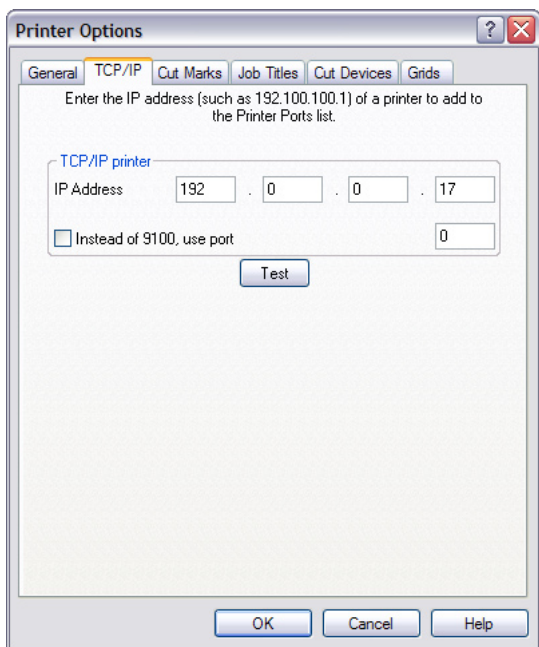 Printer Options
General TCP/IP Cut Marks Job Titles Cut Devices Grids
Enter the IP address (such as 192.100.100.1) of a printer to add to
the Printer Ports list.
TCP/IP printer
IP Address 192 . 0 . 0 . 17
Instead of 9100, use port 0
Test
OK Cancel Help